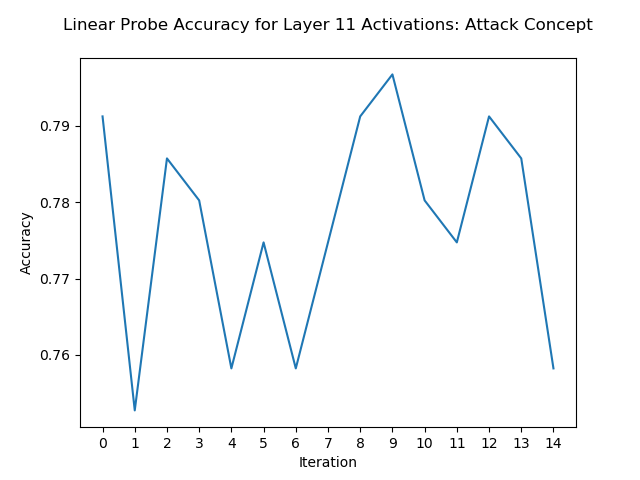 Linear Probe Accuracy for Layer 11 Activations: Attack Concept
0.79
0.78
0.77
0.76
Accuracy
0 1 2 3 4 5 6 7 8 9 10 11 12 13 14
Iteration